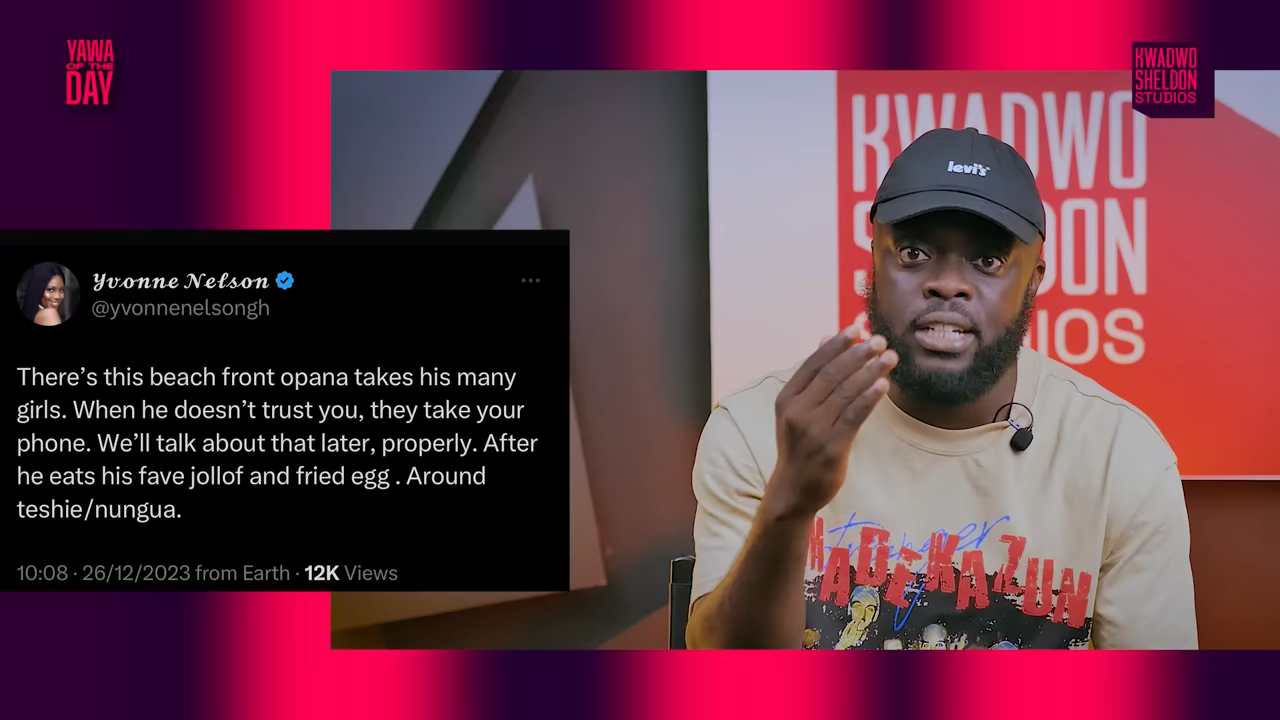 YAWA
OF THE
DAY
KWADWO
SHELDON
STUDIOS
KWADWO
levi's
Yvonne Nelson
@yvonnenelsongh
There's this beach front opana takes his many
girls. When he doesn't trust you, they take your
phone. We'll talk about that later, properly. After
he eats his fave jollof and fried egg . Around
teshie/nungua.
10:08 · 26/12/2023 from Earth · 12K Views
MADEKAZUN